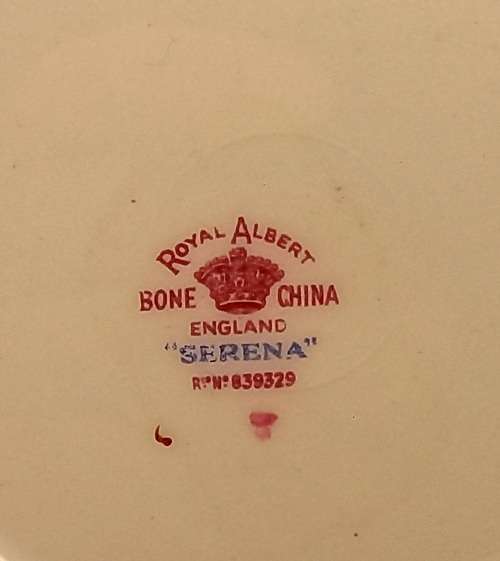 ROYAL ALBERT
BONE CHINA
ENGLAND
"SERENA"
Rᴰ Nᵒ 839329